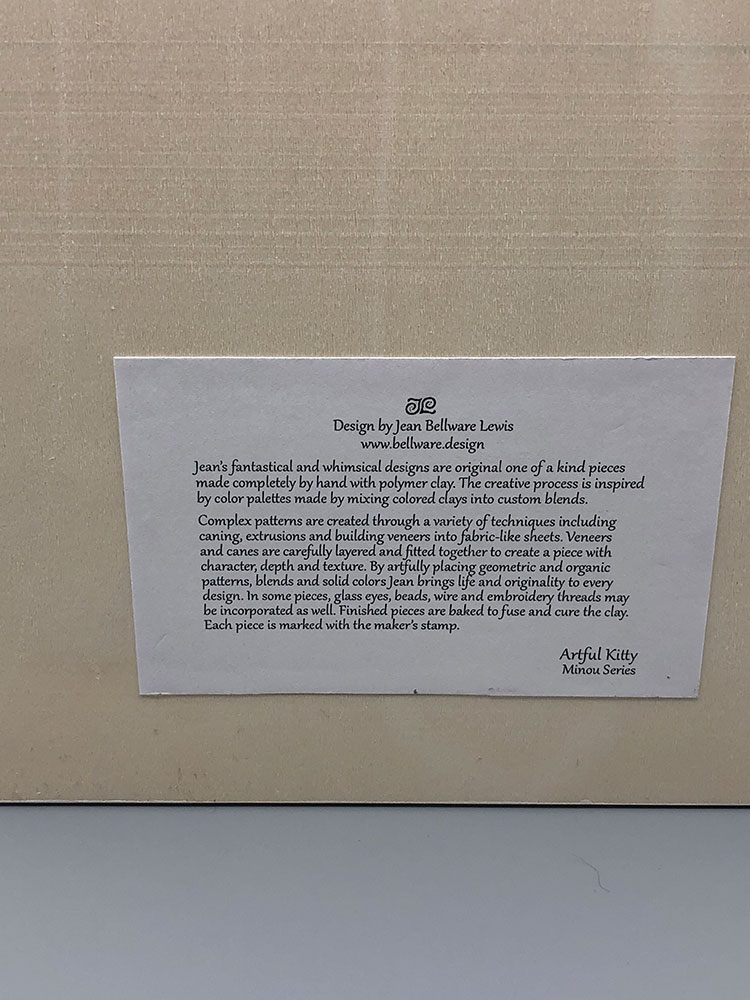 JL
Design by Jean Bellware Lewis
www.bellware.design
Jean's fantastical and whimsical designs are original one of a kind pieces
made completely by hand with polymer clay. The creative process is inspired
by color palettes made by mixing colored clays into custom blends.
Complex patterns are created through a variety of techniques including
caning, extrusions and building veneers into fabric-like sheets. Veneers
and canes are carefully layered and fitted together to create a piece with
character, depth and texture. By artfully placing geometric and organic
patterns, blends and solid colors Jean brings life and originality to every
design. In some pieces, glass eyes, beads, wire and embroidery threads may
be incorporated as well. Finished pieces are baked to fuse and cure the clay.
Each piece is marked with the maker's stamp.
Artful Kitty
Minou Series